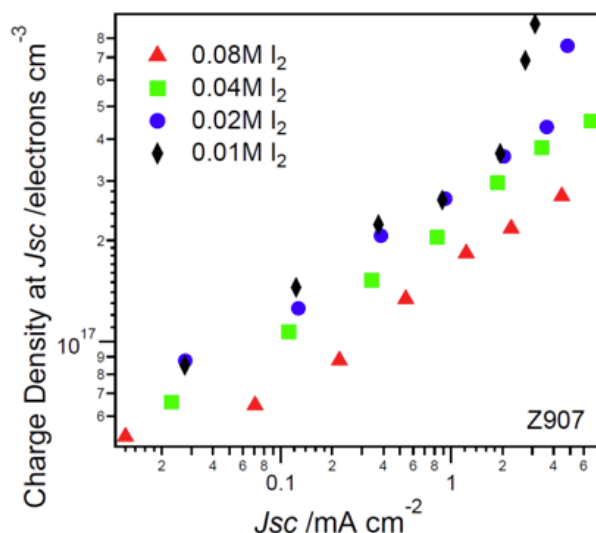 Charge Density at Jsc /electrons cm⁻³
8
7
6
5
4
3
2
10¹⁷
9
8
7
6
0.08M I₂
0.04M I₂
0.02M I₂
0.01M I₂
Z907
2 4 6 8 0.1 2 4 6 8 1 2 4 6
Jsc /mA cm⁻²